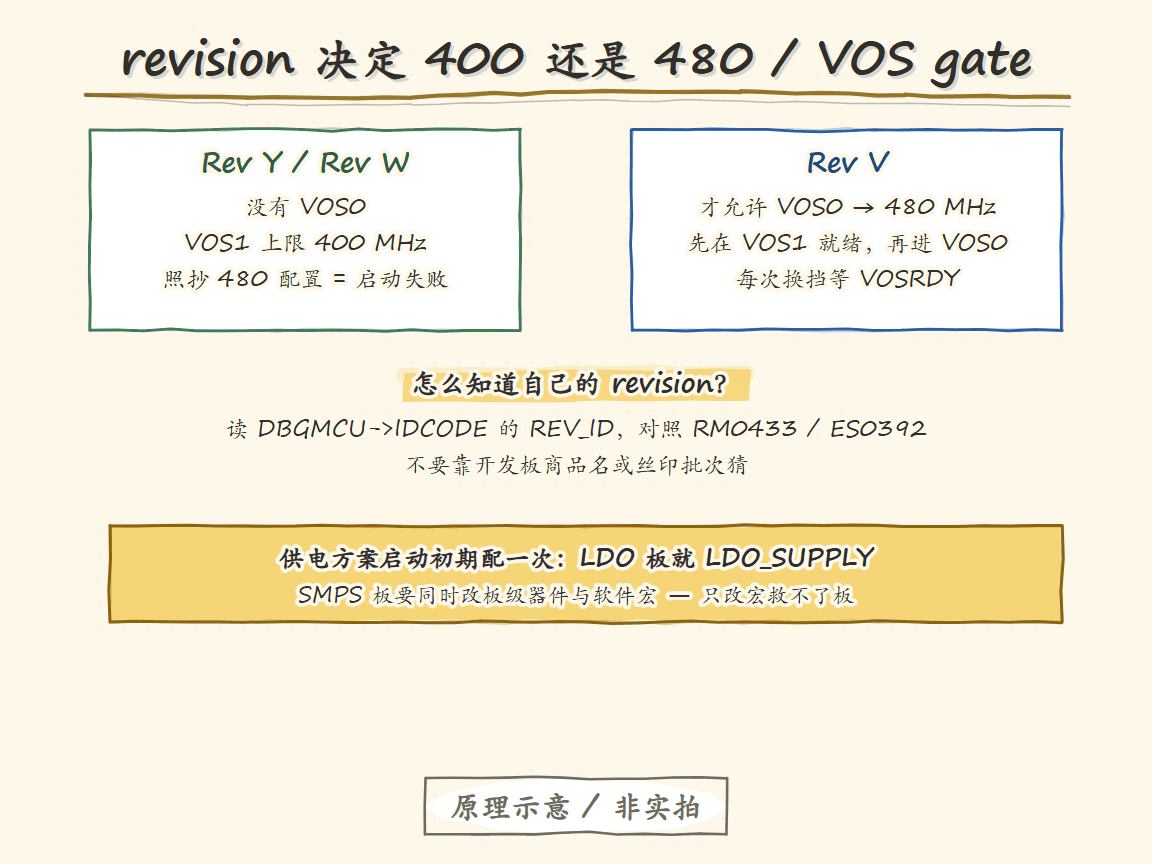 revision 决定 400 还是 480 / VOS gate
Rev Y / Rev W
没有 VOS0
VOS1 上限 400 MHz
照抄 480 配置 = 启动失败
Rev V
才允许 VOS0 → 480 MHz
先在 VOS1 就绪，再进 VOS0
每次换挡等 VOSRDY
怎么知道自己的 revision?
读 DBGMCU->IDCODE 的 REV_ID，对照 RM0433 / ES0392
不要靠开发板商品名或丝印批次猜
供电方案启动初期配一次：LDO 板就 LDO_SUPPLY
SMPS 板要同时改板级器件与软件宏 — 只改宏救不了板
原理示意 / 非实拍